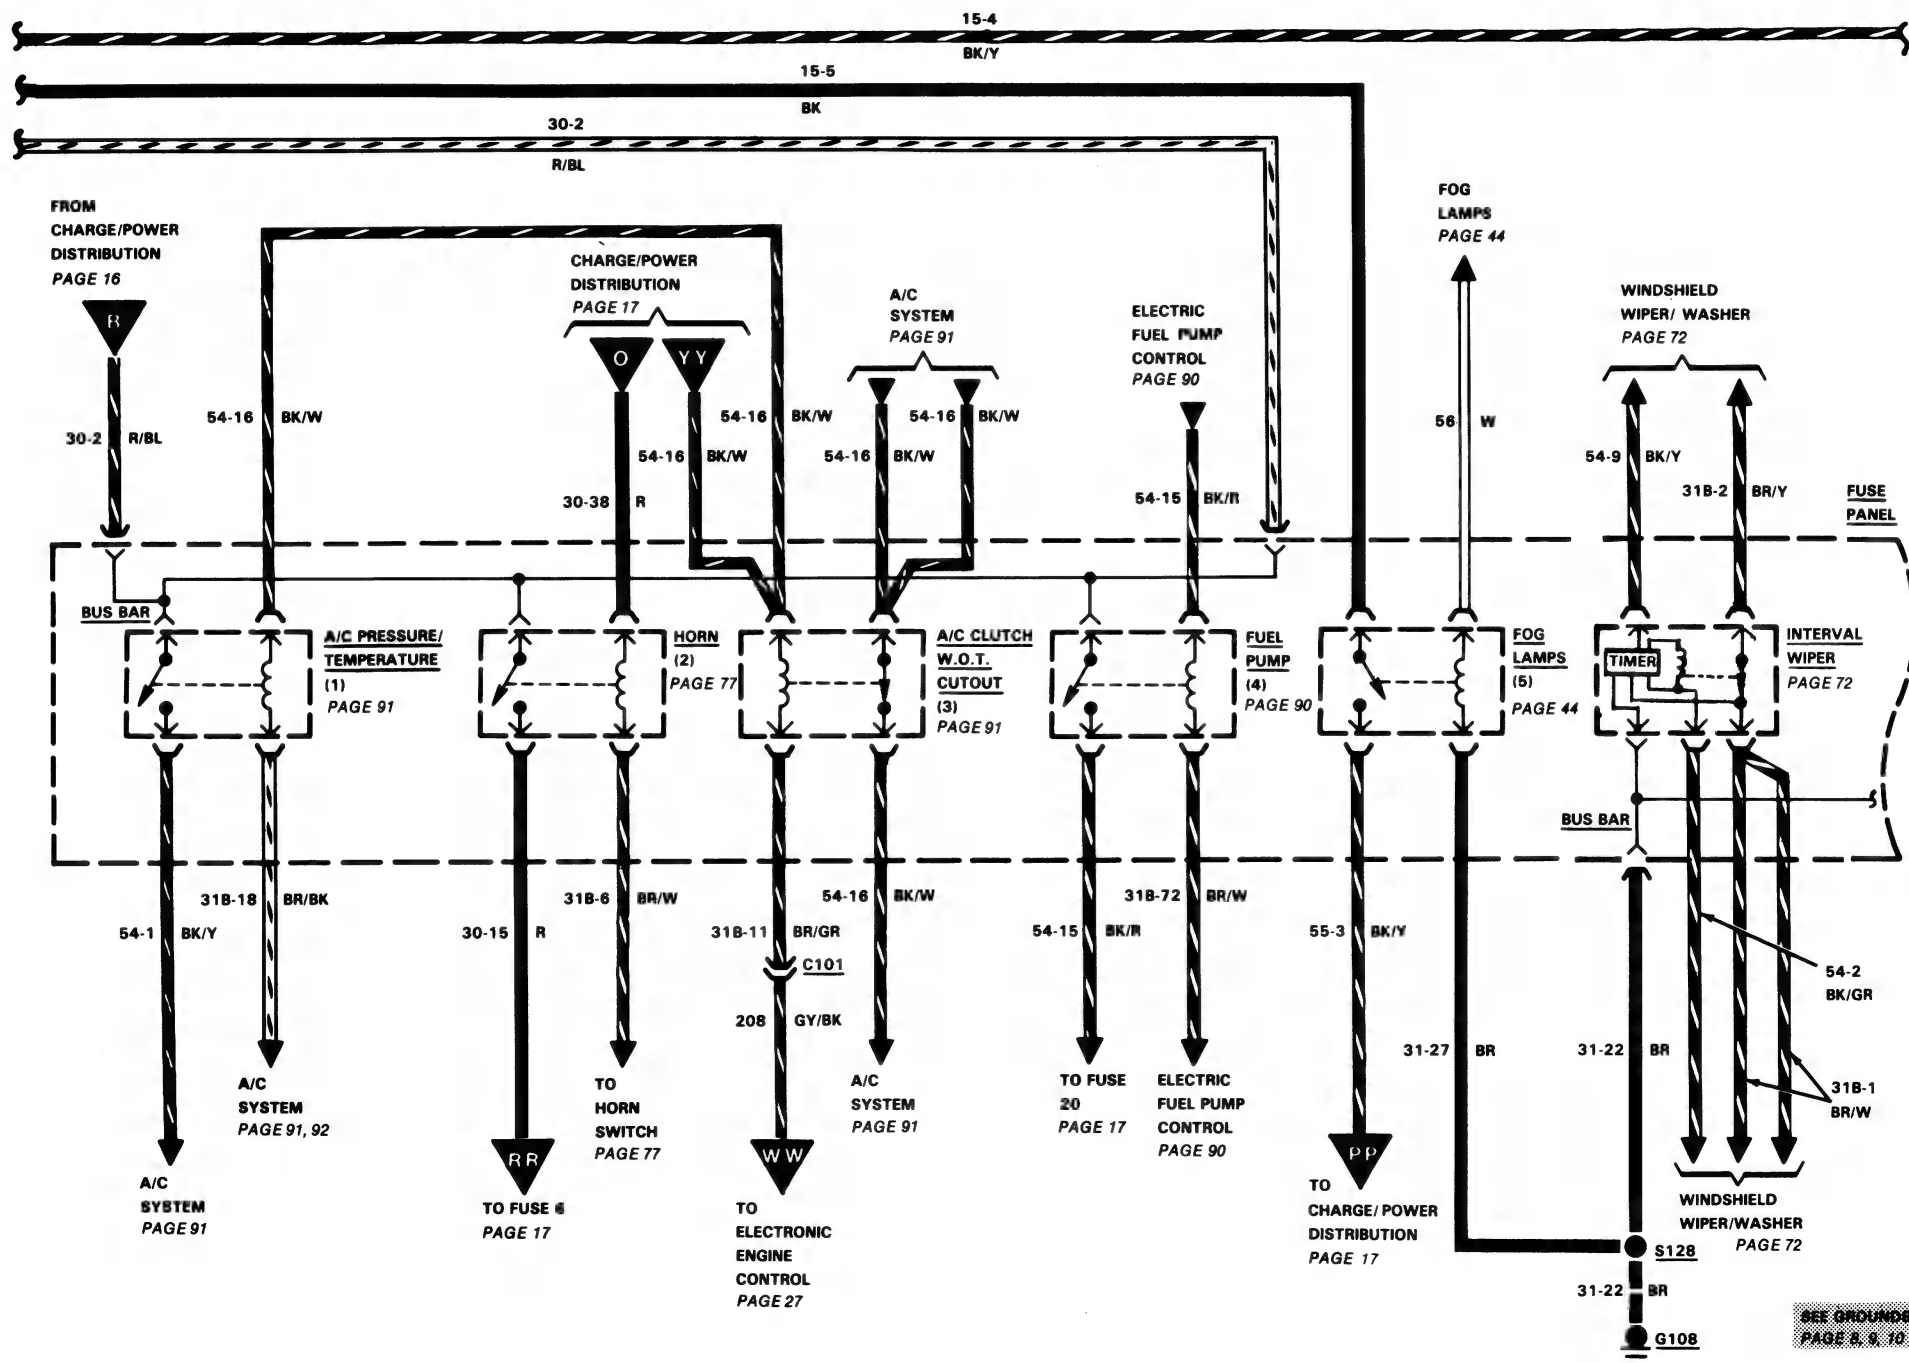 15-4
BK/Y
15-5
BK
30-2
R/BL
FROM
CHARGE/POWER
DISTRIBUTION
PAGE 16
R
30-2 R/BL
54-16 BK/W
CHARGE/POWER
DISTRIBUTION
PAGE 17
O
YY
30-38 R
54-16 BK/W
54-16 BK/W
A/C
SYSTEM
PAGE 91
54-16 BK/W
54-16 BK/W
ELECTRIC
FUEL PUMP
CONTROL
PAGE 90
54-15 BK/R
FOG
LAMPS
PAGE 44
56 W
WINDSHIELD
WIPER/ WASHER
PAGE 72
54-9 BK/Y
31B-2 BR/Y
FUSE
PANEL
BUS BAR
A/C PRESSURE/
TEMPERATURE
(1)
PAGE 91
HORN
(2)
PAGE 77
A/C CLUTCH
W.O.T.
CUTOUT
(3)
PAGE 91
FUEL
PUMP
(4)
PAGE 90
FOG
LAMPS
(5)
PAGE 44
TIMER
INTERVAL
WIPER
PAGE 72
BUS BAR
54-1 BK/Y
31B-18 BR/BK
30-15 R
31B-6 BR/W
31B-11 BR/GR
C101
208 GY/BK
54-16 BK/W
54-15 BK/R
31B-72 BR/W
55-3 BK/Y
31-27 BR
31-22 BR
54-2
BK/GR
31B-1
BR/W
A/C
SYSTEM
PAGE 91
A/C
SYSTEM
PAGE 91, 92
RR
TO FUSE 6
PAGE 17
TO
HORN
SWITCH
PAGE 77
WW
TO
ELECTRONIC
ENGINE
CONTROL
PAGE 27
A/C
SYSTEM
PAGE 91
TO FUSE
20
PAGE 17
ELECTRIC
FUEL PUMP
CONTROL
PAGE 90
PP
TO
CHARGE/POWER
DISTRIBUTION
PAGE 17
WINDSHIELD
WIPER/WASHER
PAGE 72
S128
31-22 BR
G108
SEE GROUNDS
PAGE 8, 9, 10